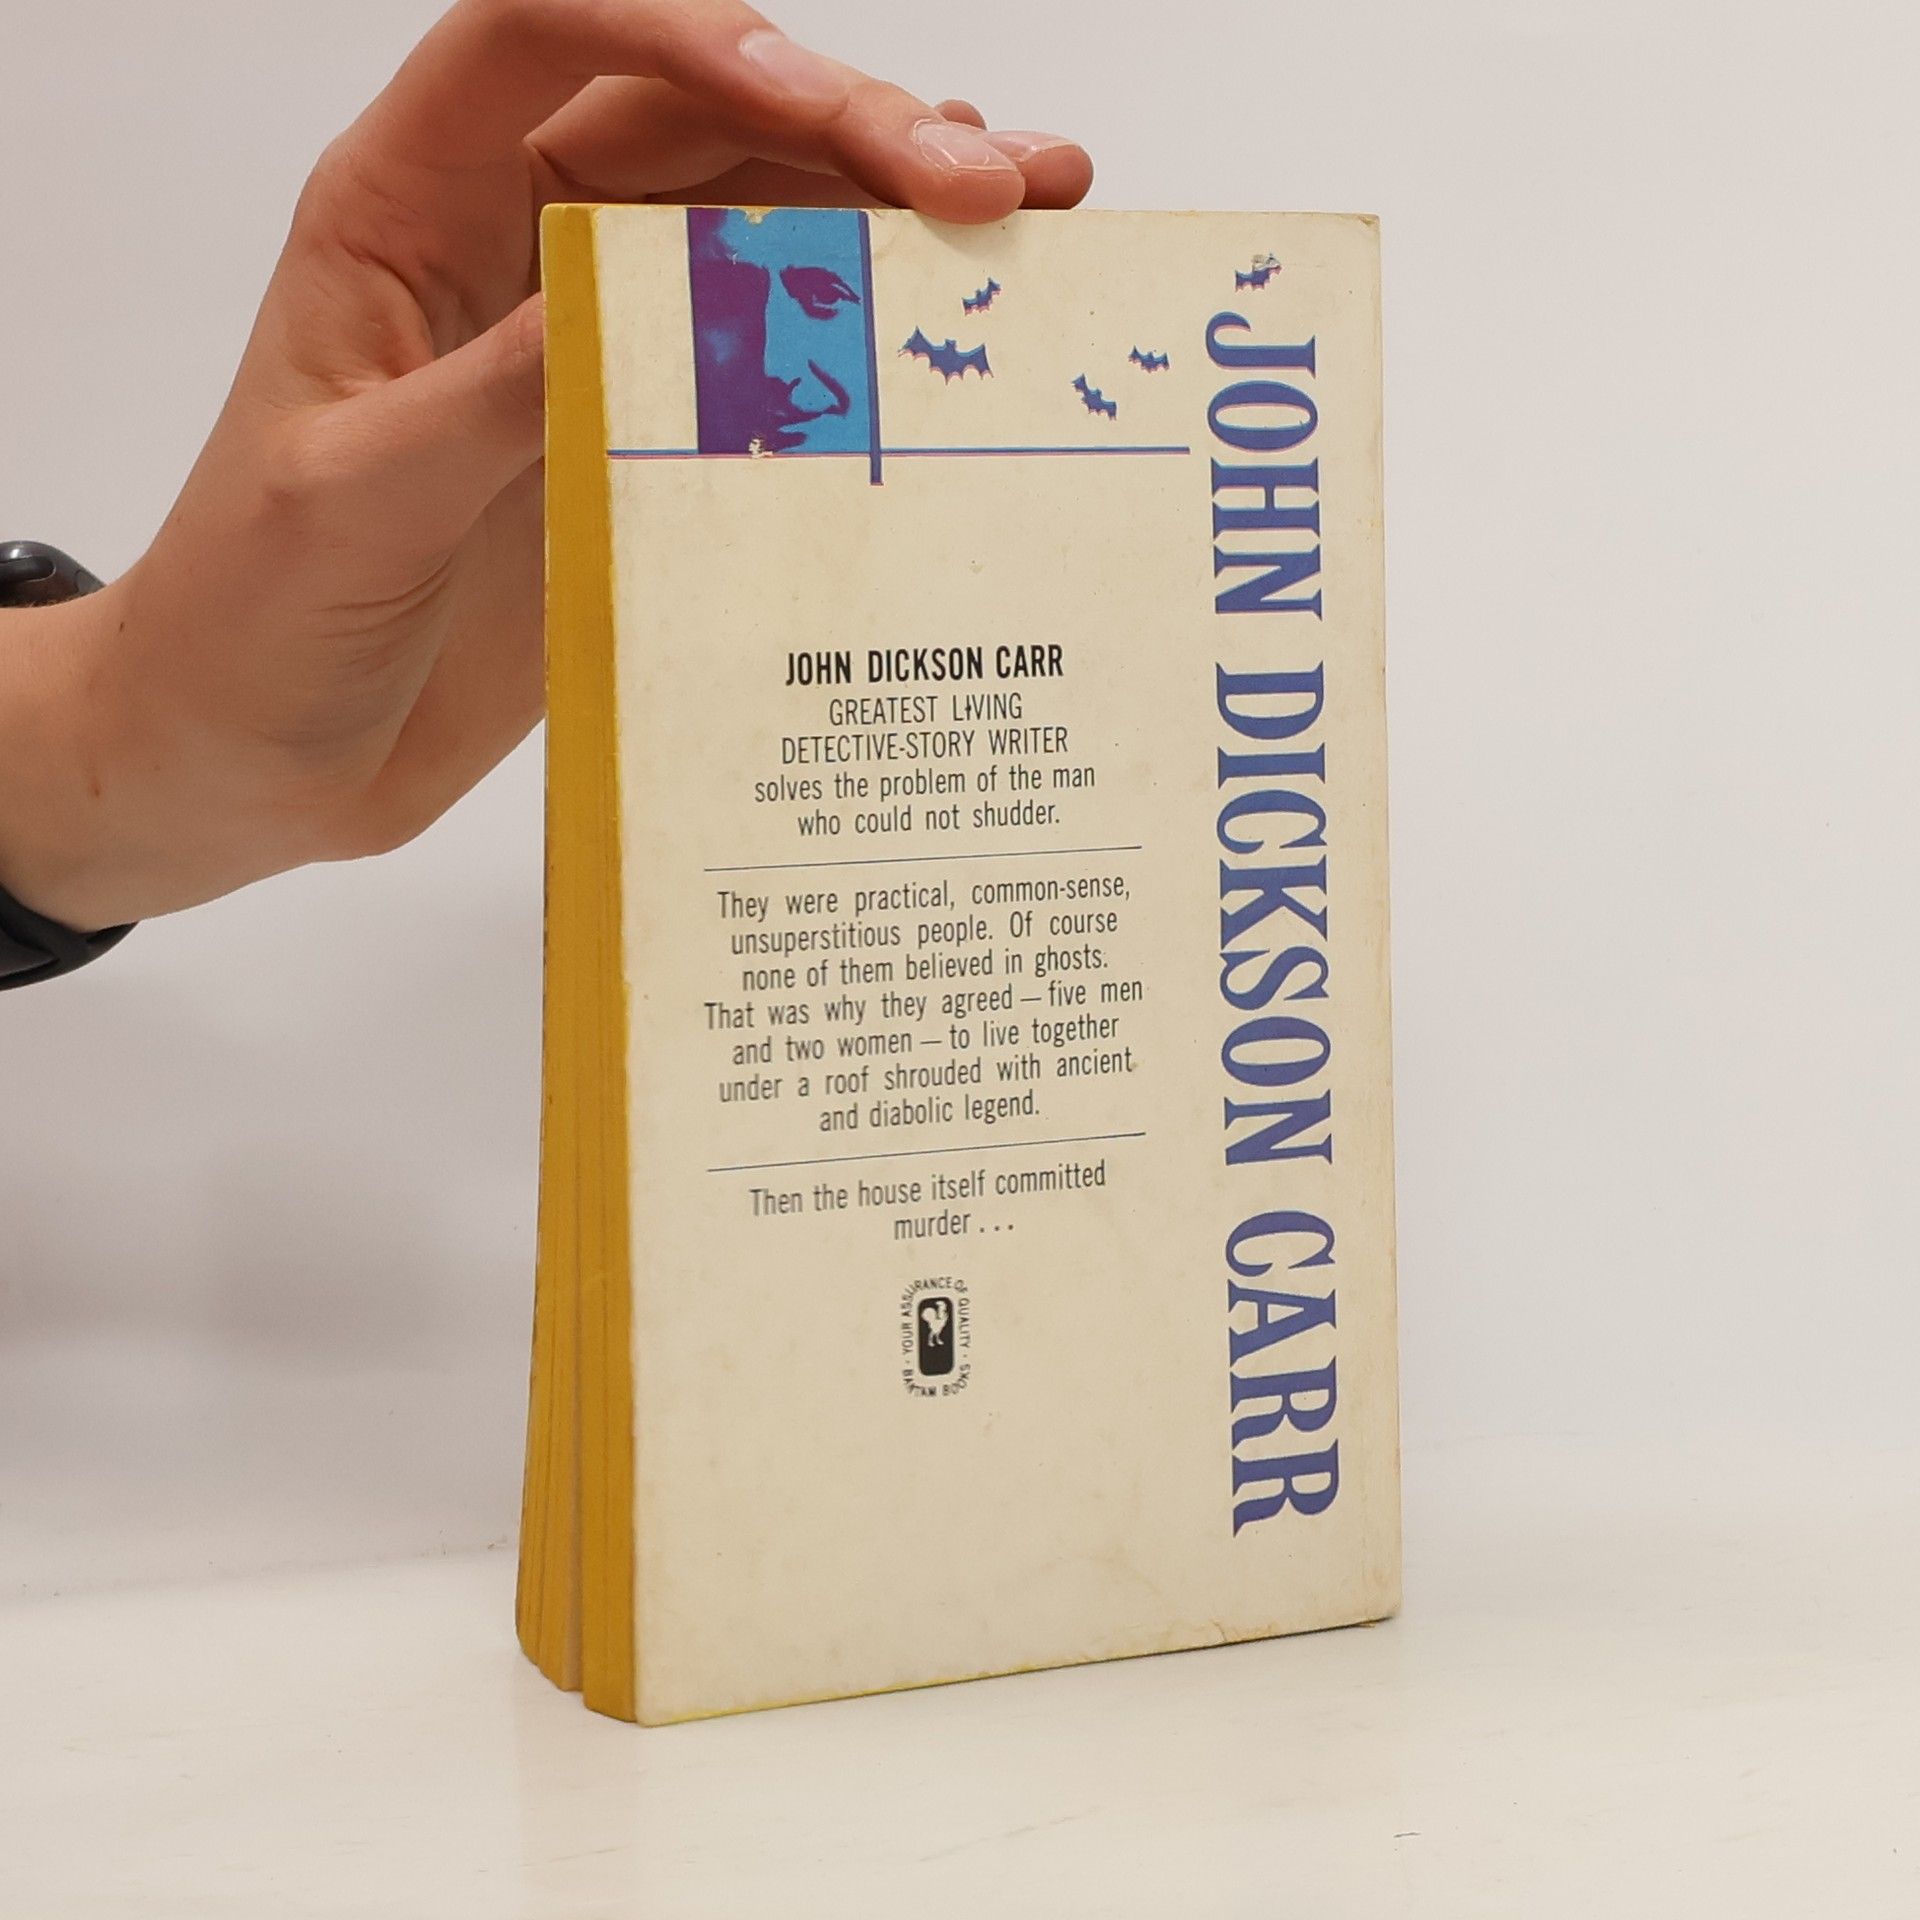 JOHN DICKSON CARR
JOHN DICKSON CARR
GREATEST LIVING
DETECTIVE-STORY WRITER
solves the problem of the man
who could not shudder.
They were practical, common-sense,
unsuperstitious people. Of course
none of them believed in ghosts.
That was why they agreed — five men
and two women — to live together
under a roof shrouded with ancient
and diabolic legend.
Then the house itself committed
murder . . .
YOUR ASSURANCE OF QUALITY · BANTAM BOOKS ·